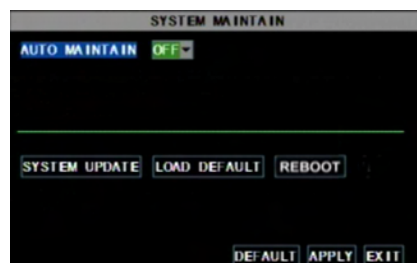 SYSTEM MAINTAIN
AUTO MAINTAIN OFF
SYSTEM UPDATE LOAD DEFAULT REBOOT
DEFAULT APPLY EXIT